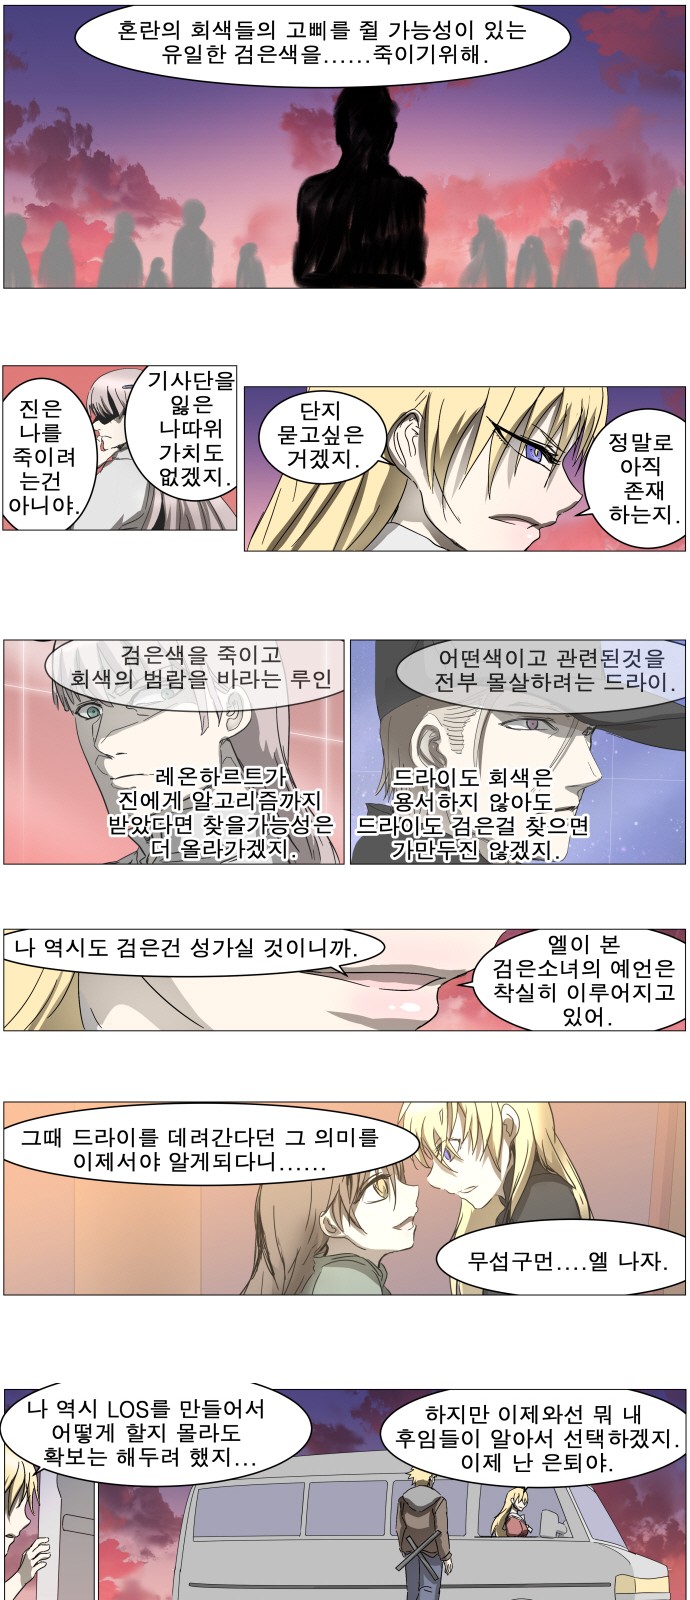 혼란의 회색들의 고삐를 쥘 가능성이 있는
유일한 검은색을......죽이기위해.
진은
나를
죽이려
는건
아니야.
기사단을
잃은
나따위
가치도
없겠지.
단지
묻고싶은
거겠지.
정말로
아직
존재
하는지.
검은색을 죽이고
회색의 범람을 바라는 루인
레온하르트가
진에게 알고리즘까지
받았다면 찾을가능성은
더 올라가겠지.
어떤색이고 관련된것을
전부 몰살하려는 드라이.
드라이도 회색은
용서하지 않아도
드라이도 검은걸 찾으면
가만두진 않겠지.
나 역시도 검은건 성가실 것이니까.
엘이 본
검은소녀의 예언은
착실히 이루어지고
있어.
그때 드라이를 데려간다던 그 의미를
이제서야 알게되다니......
무섭구먼....엘 나자.
나 역시 LOS를 만들어서
어떻게 할지 몰라도
확보는 해두려 했지...
하지만 이제와선 뭐 내
후임들이 알아서 선택하겠지.
이제 난 은퇴야.